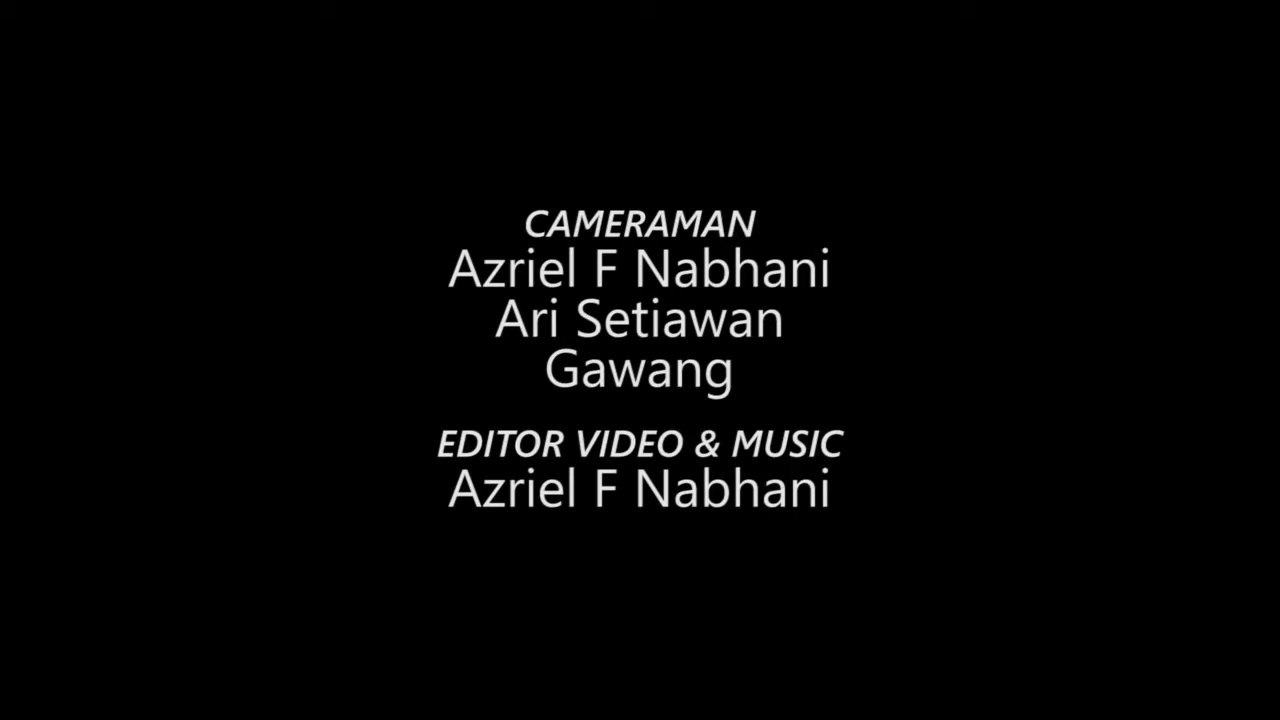 CAMERAMAN
Azriel F Nabhani
Ari Setiawan
Gawang
EDITOR VIDEO & MUSIC
Azriel F Nabhani